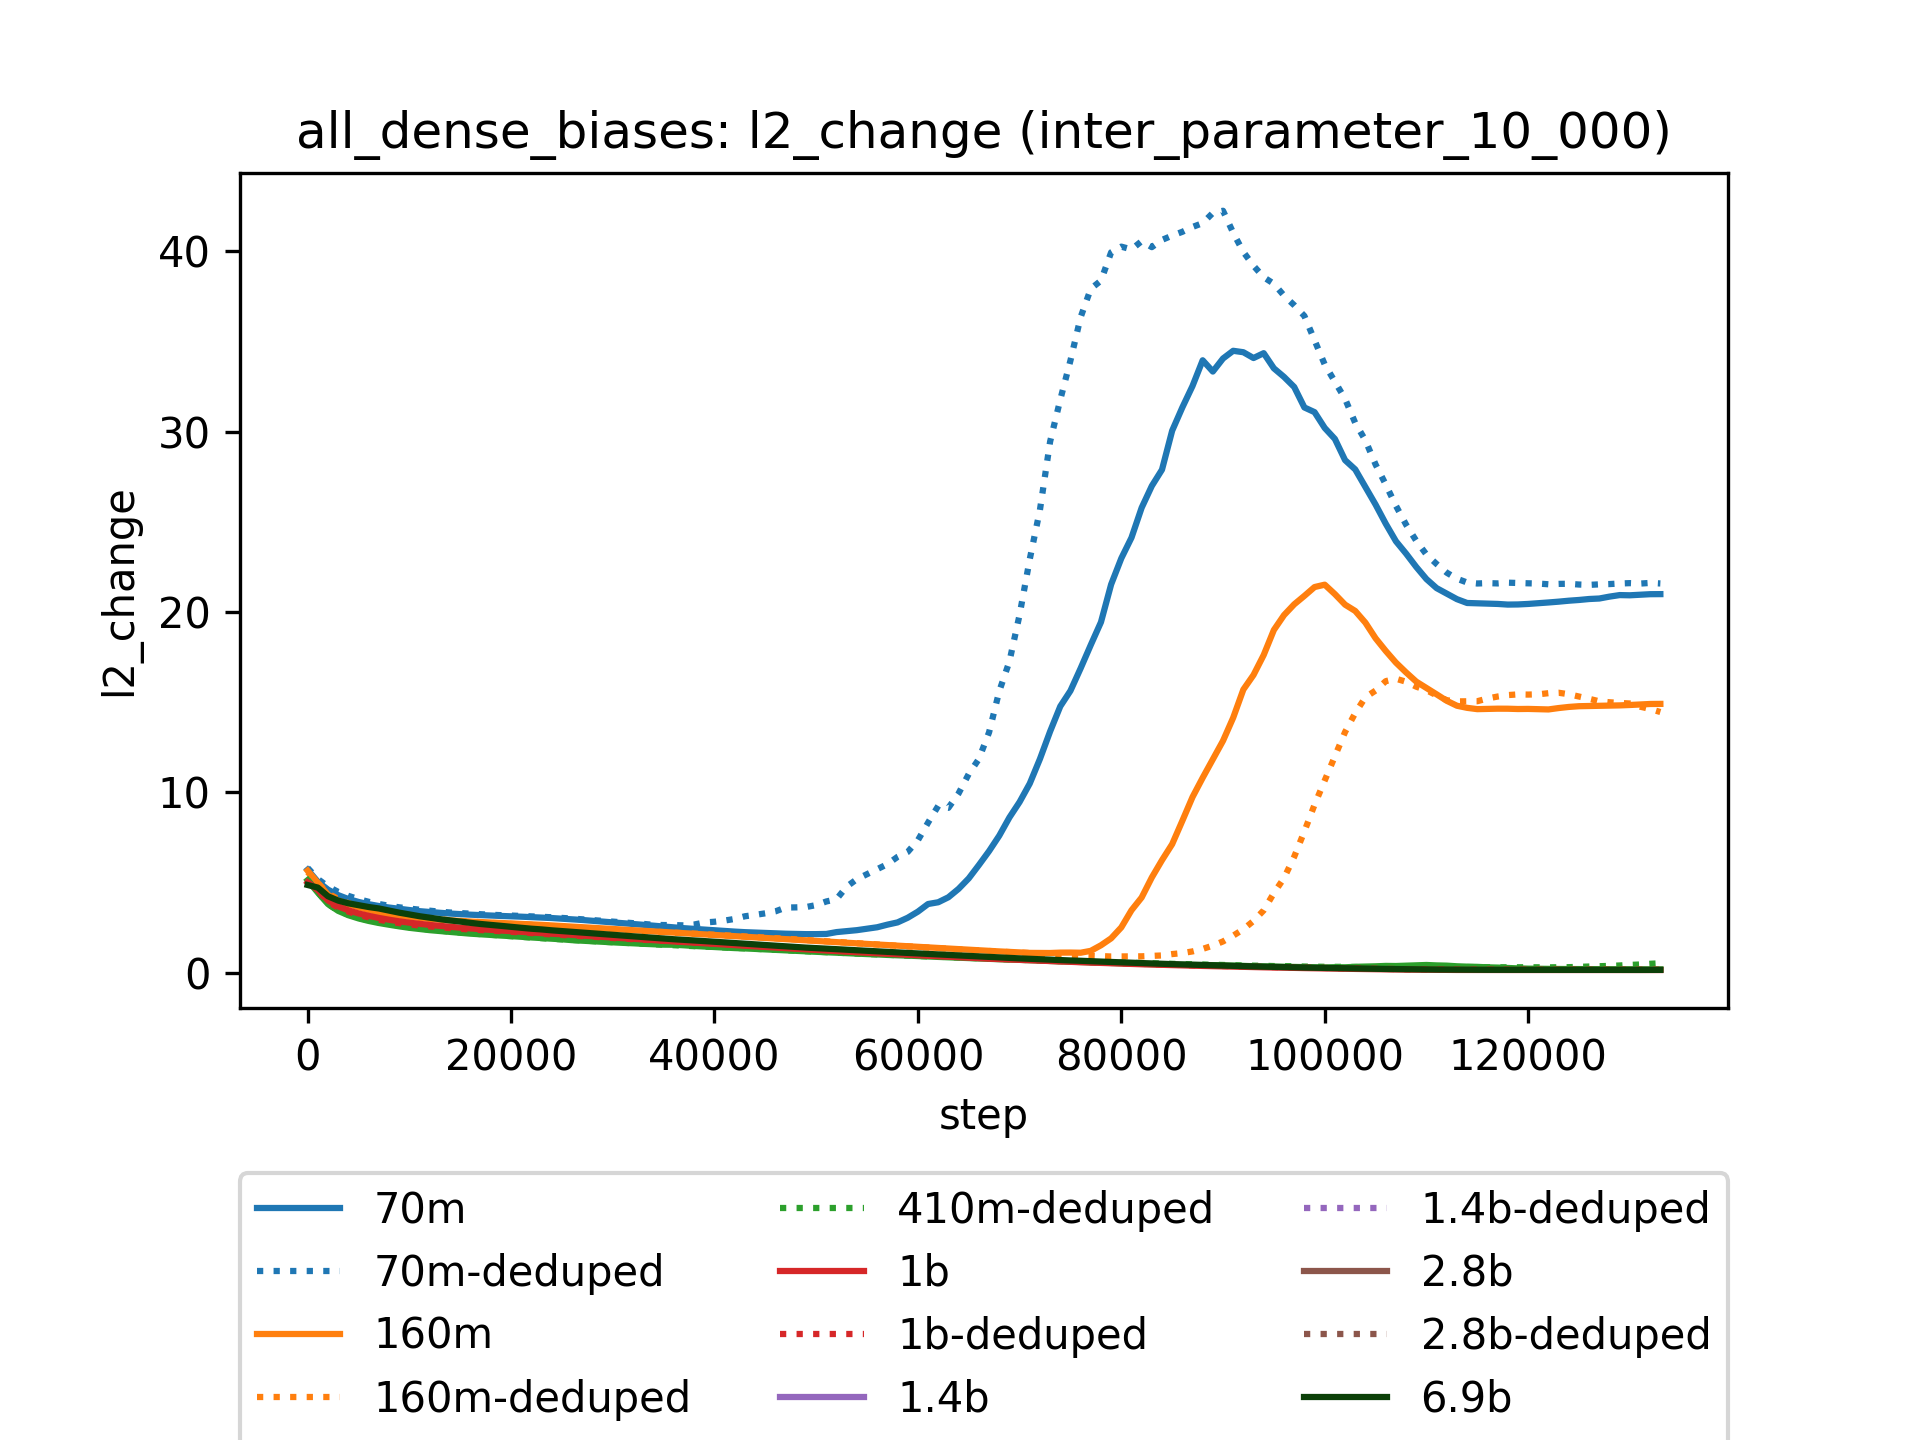 all_dense_biases: l2_change (inter_parameter_10_000)
40
30
20
10
0
l2_change
0 20000 40000 60000 80000 100000 120000
step
70m 410m-deduped 1.4b-deduped
70m-deduped 1b 2.8b
160m 1b-deduped 2.8b-deduped
160m-deduped 1.4b 6.9b